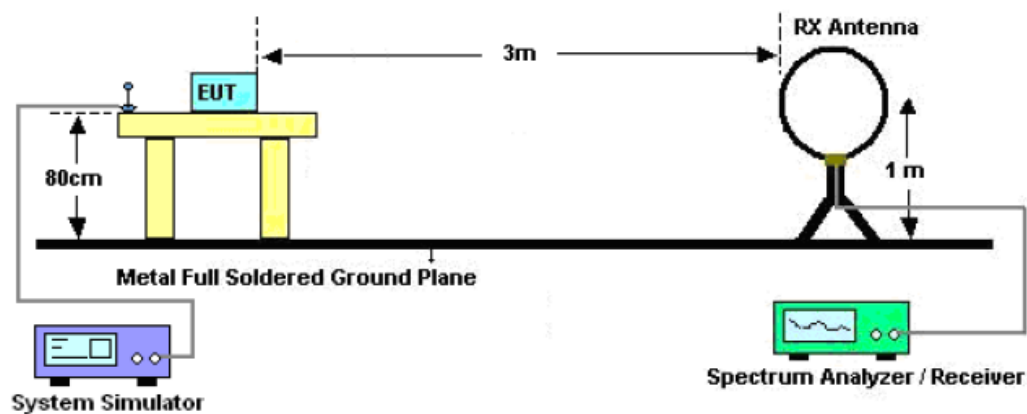 RX Antenna
3m
EUT
80cm
1 m
Metal Full Soldered Ground Plane
System Simulator
Spectrum Analyzer / Receiver